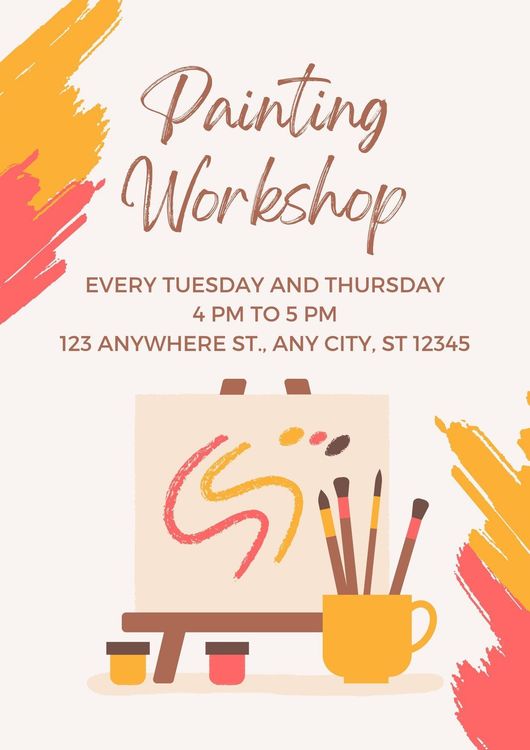 Painting
Workshop
EVERY TUESDAY AND THURSDAY
4 PM TO 5 PM
123 ANYWHERE ST., ANY CITY, ST 12345